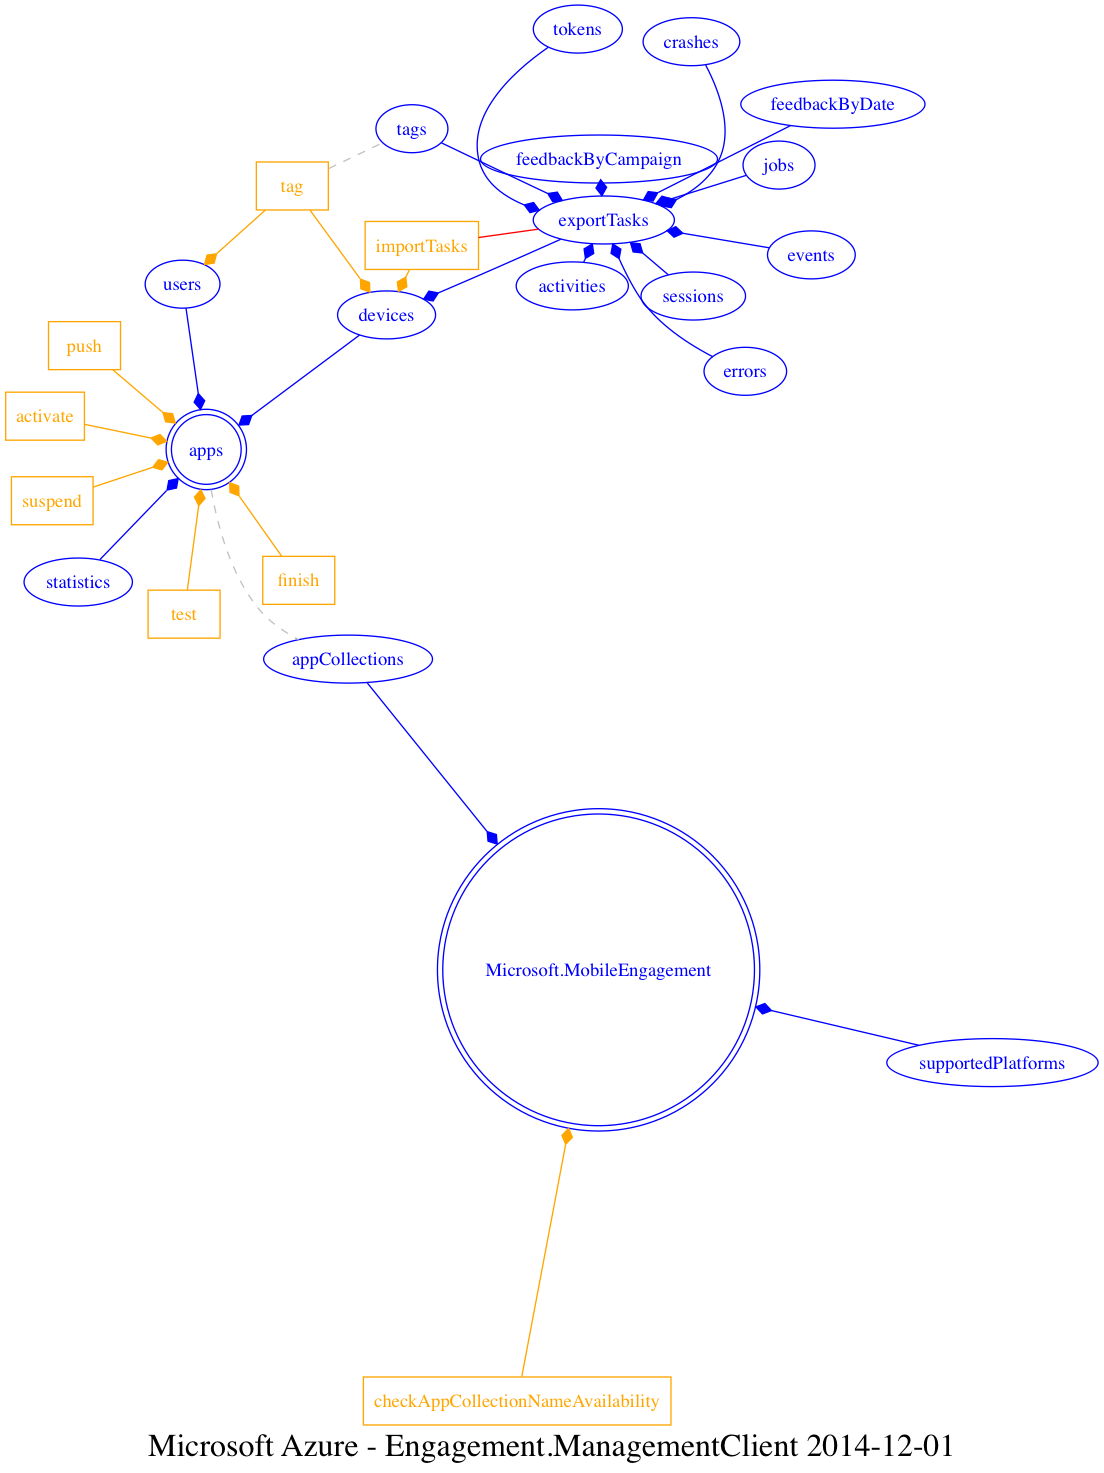 tokens
crashes
feedbackByDate
tags
feedbackByCampaign
jobs
tag
exportTasks
importTasks
events
users
activities
sessions
devices
push
errors
activate
apps
suspend
statistics
finish
test
appCollections
Microsoft.MobileEngagement
supportedPlatforms
checkAppCollectionNameAvailability
Microsoft Azure - Engagement.ManagementClient 2014-12-01